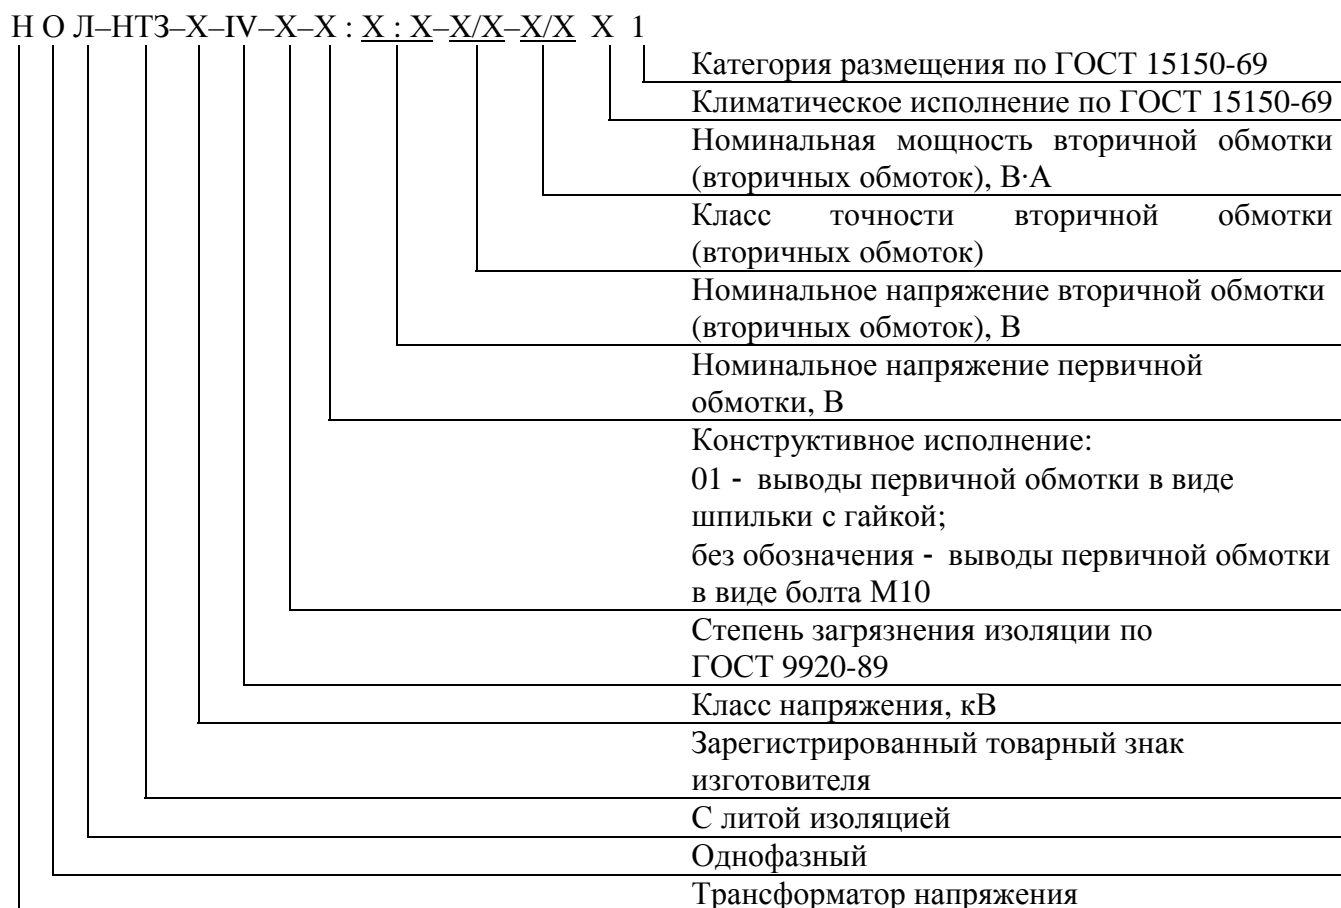 Н О Л–НТЗ–Х–IV–Х–Х : Х : Х–Х/Х–Х/Х Х 1
Категория размещения по ГОСТ 15150-69
Климатическое исполнение по ГОСТ 15150-69
Номинальная мощность вторичной обмотки
(вторичных обмоток), В·А
Класс точности вторичной обмотки
(вторичных обмоток)
Номинальное напряжение вторичной обмотки
(вторичных обмоток), В
Номинальное напряжение первичной
обмотки, В
Конструктивное исполнение:
01 - выводы первичной обмотки в виде
шпильки с гайкой;
без обозначения - выводы первичной обмотки
в виде болта М10
Степень загрязнения изоляции по
ГОСТ 9920-89
Класс напряжения, кВ
Зарегистрированный товарный знак
изготовителя
С литой изоляцией
Однофазный
Трансформатор напряжения